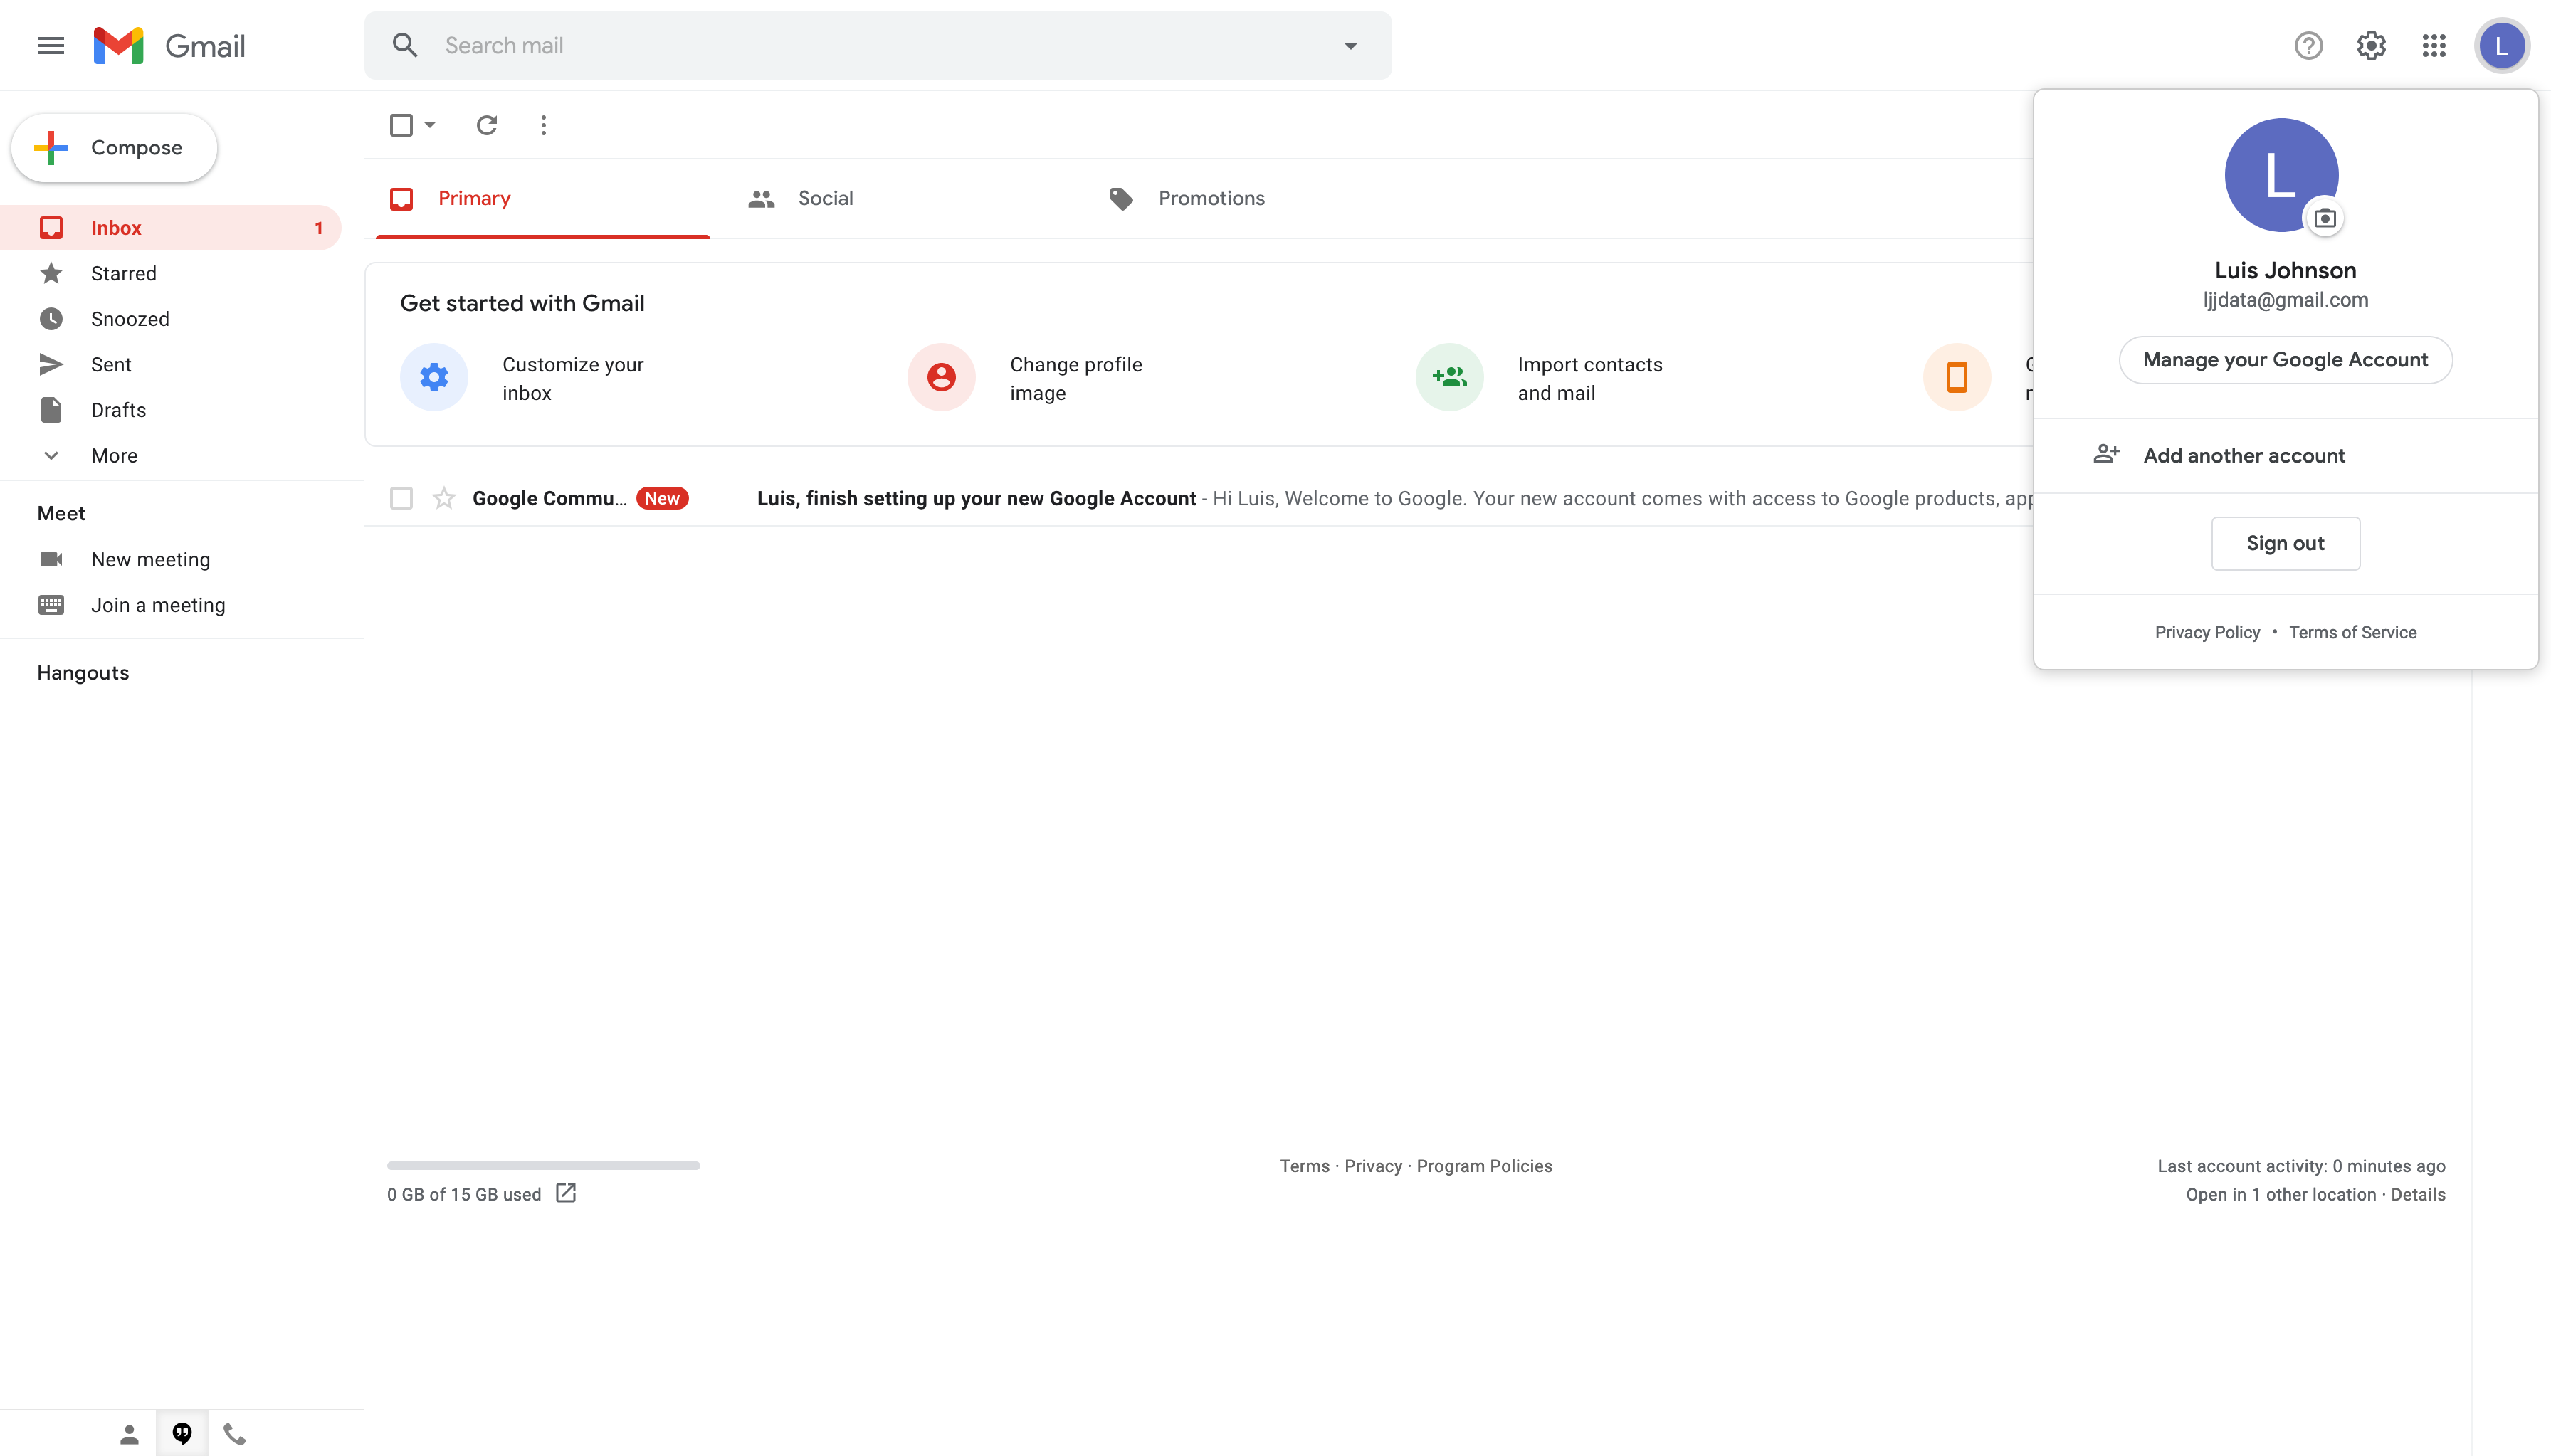 Gmail
Search mail
L
Compose
Inbox 1
Starred
Snoozed
Sent
Drafts
More
Meet
New meeting
Join a meeting
Hangouts
Primary
Social
Promotions
Get started with Gmail
Customize your
inbox
Change profile
image
Import contacts
and mail
Google Commu... New Luis, finish setting up your new Google Account - Hi Luis, Welcome to Google. Your new account comes with access to Google products, app
L
Luis Johnson
ljjdata@gmail.com
Manage your Google Account
Add another account
Sign out
Privacy Policy • Terms of Service
0 GB of 15 GB used
Terms · Privacy · Program Policies
Last account activity: 0 minutes ago
Open in 1 other location · Details